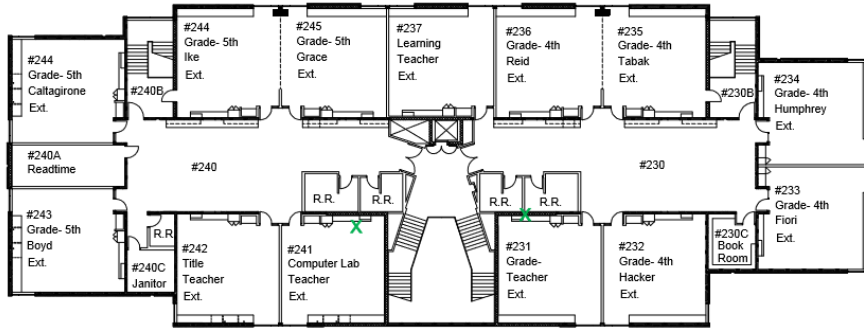 #244
Grade- 5th
Ike
Ext.
#245
Grade- 5th
Grace
Ext.
#237
Learning
Teacher
Ext.
#236
Grade- 4th
Reid
Ext.
#235
Grade- 4th
Tabak
Ext.
#244
Grade- 5th
Caltagirone
Ext.
#240B
#230B
#234
Grade- 4th
Humphrey
Ext.
#240A
Readtime
#240
#230
R.R.
R.R.
R.R.
R.R.
#243
Grade- 5th
Boyd
Ext.
R.R.
#240C
Janitor
#242
Title
Teacher
Ext.
#241
Computer Lab
Teacher
Ext.
X
X
#231
Grade-
Teacher
Ext.
#232
Grade- 4th
Hacker
Ext.
#230C
Book
Room
#233
Grade- 4th
Fiori
Ext.